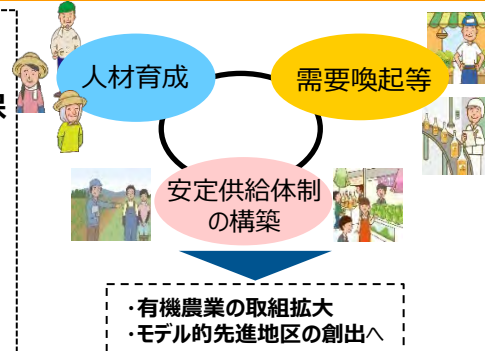 人材育成
需要喚起等
保
安定供給体制
の構築
・有機農業の取組拡大
・モデル的先進地区の創出へ